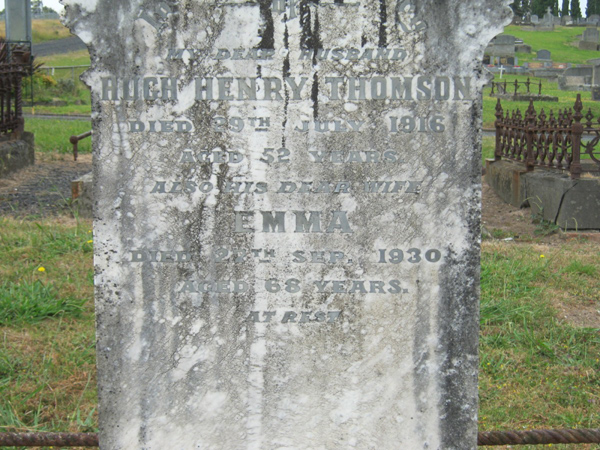 MY DEAR HUSBAND
HUGH HENRY THOMSON
DIED 29TH JULY 1916
AGED 52 YEARS.
ALSO HIS DEAR WIFE
EMMA
DIED SEP. 1930
AGED 68 YEARS.
AT REST.